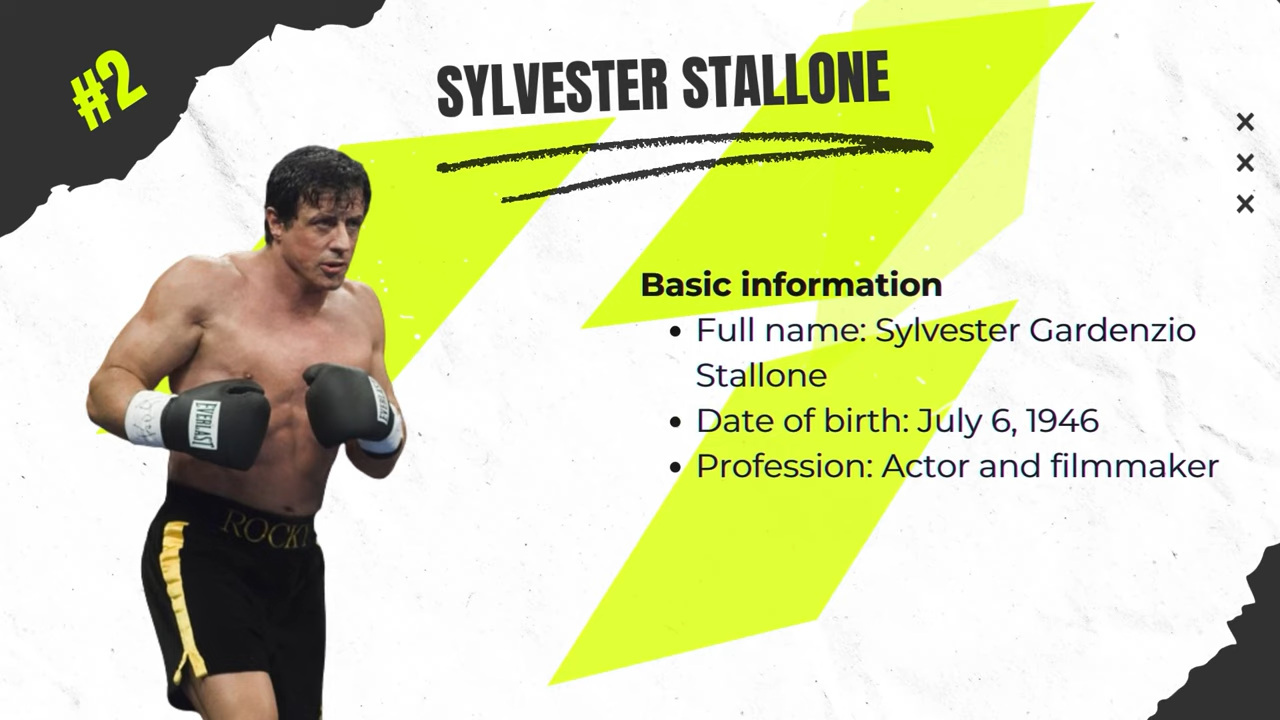 #2
SYLVESTER STALLONE
× × ×
Basic information
• Full name: Sylvester Gardenzio
Stallone
• Date of birth: July 6, 1946
• Profession: Actor and filmmaker
EVERLAST
ROCKY